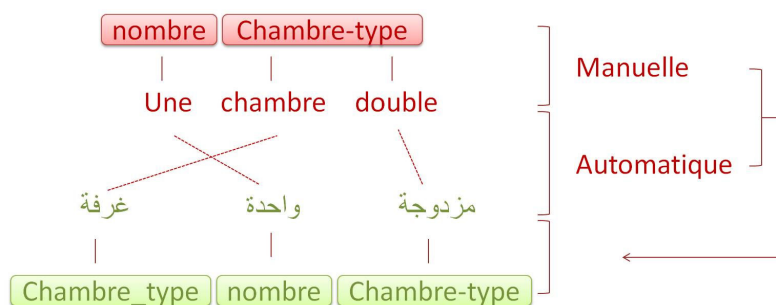 nombre Chambre-type
Manuelle
Une chambre double
Automatique
غرفة واحدة مزدوجة
Chambre_type nombre Chambre-type